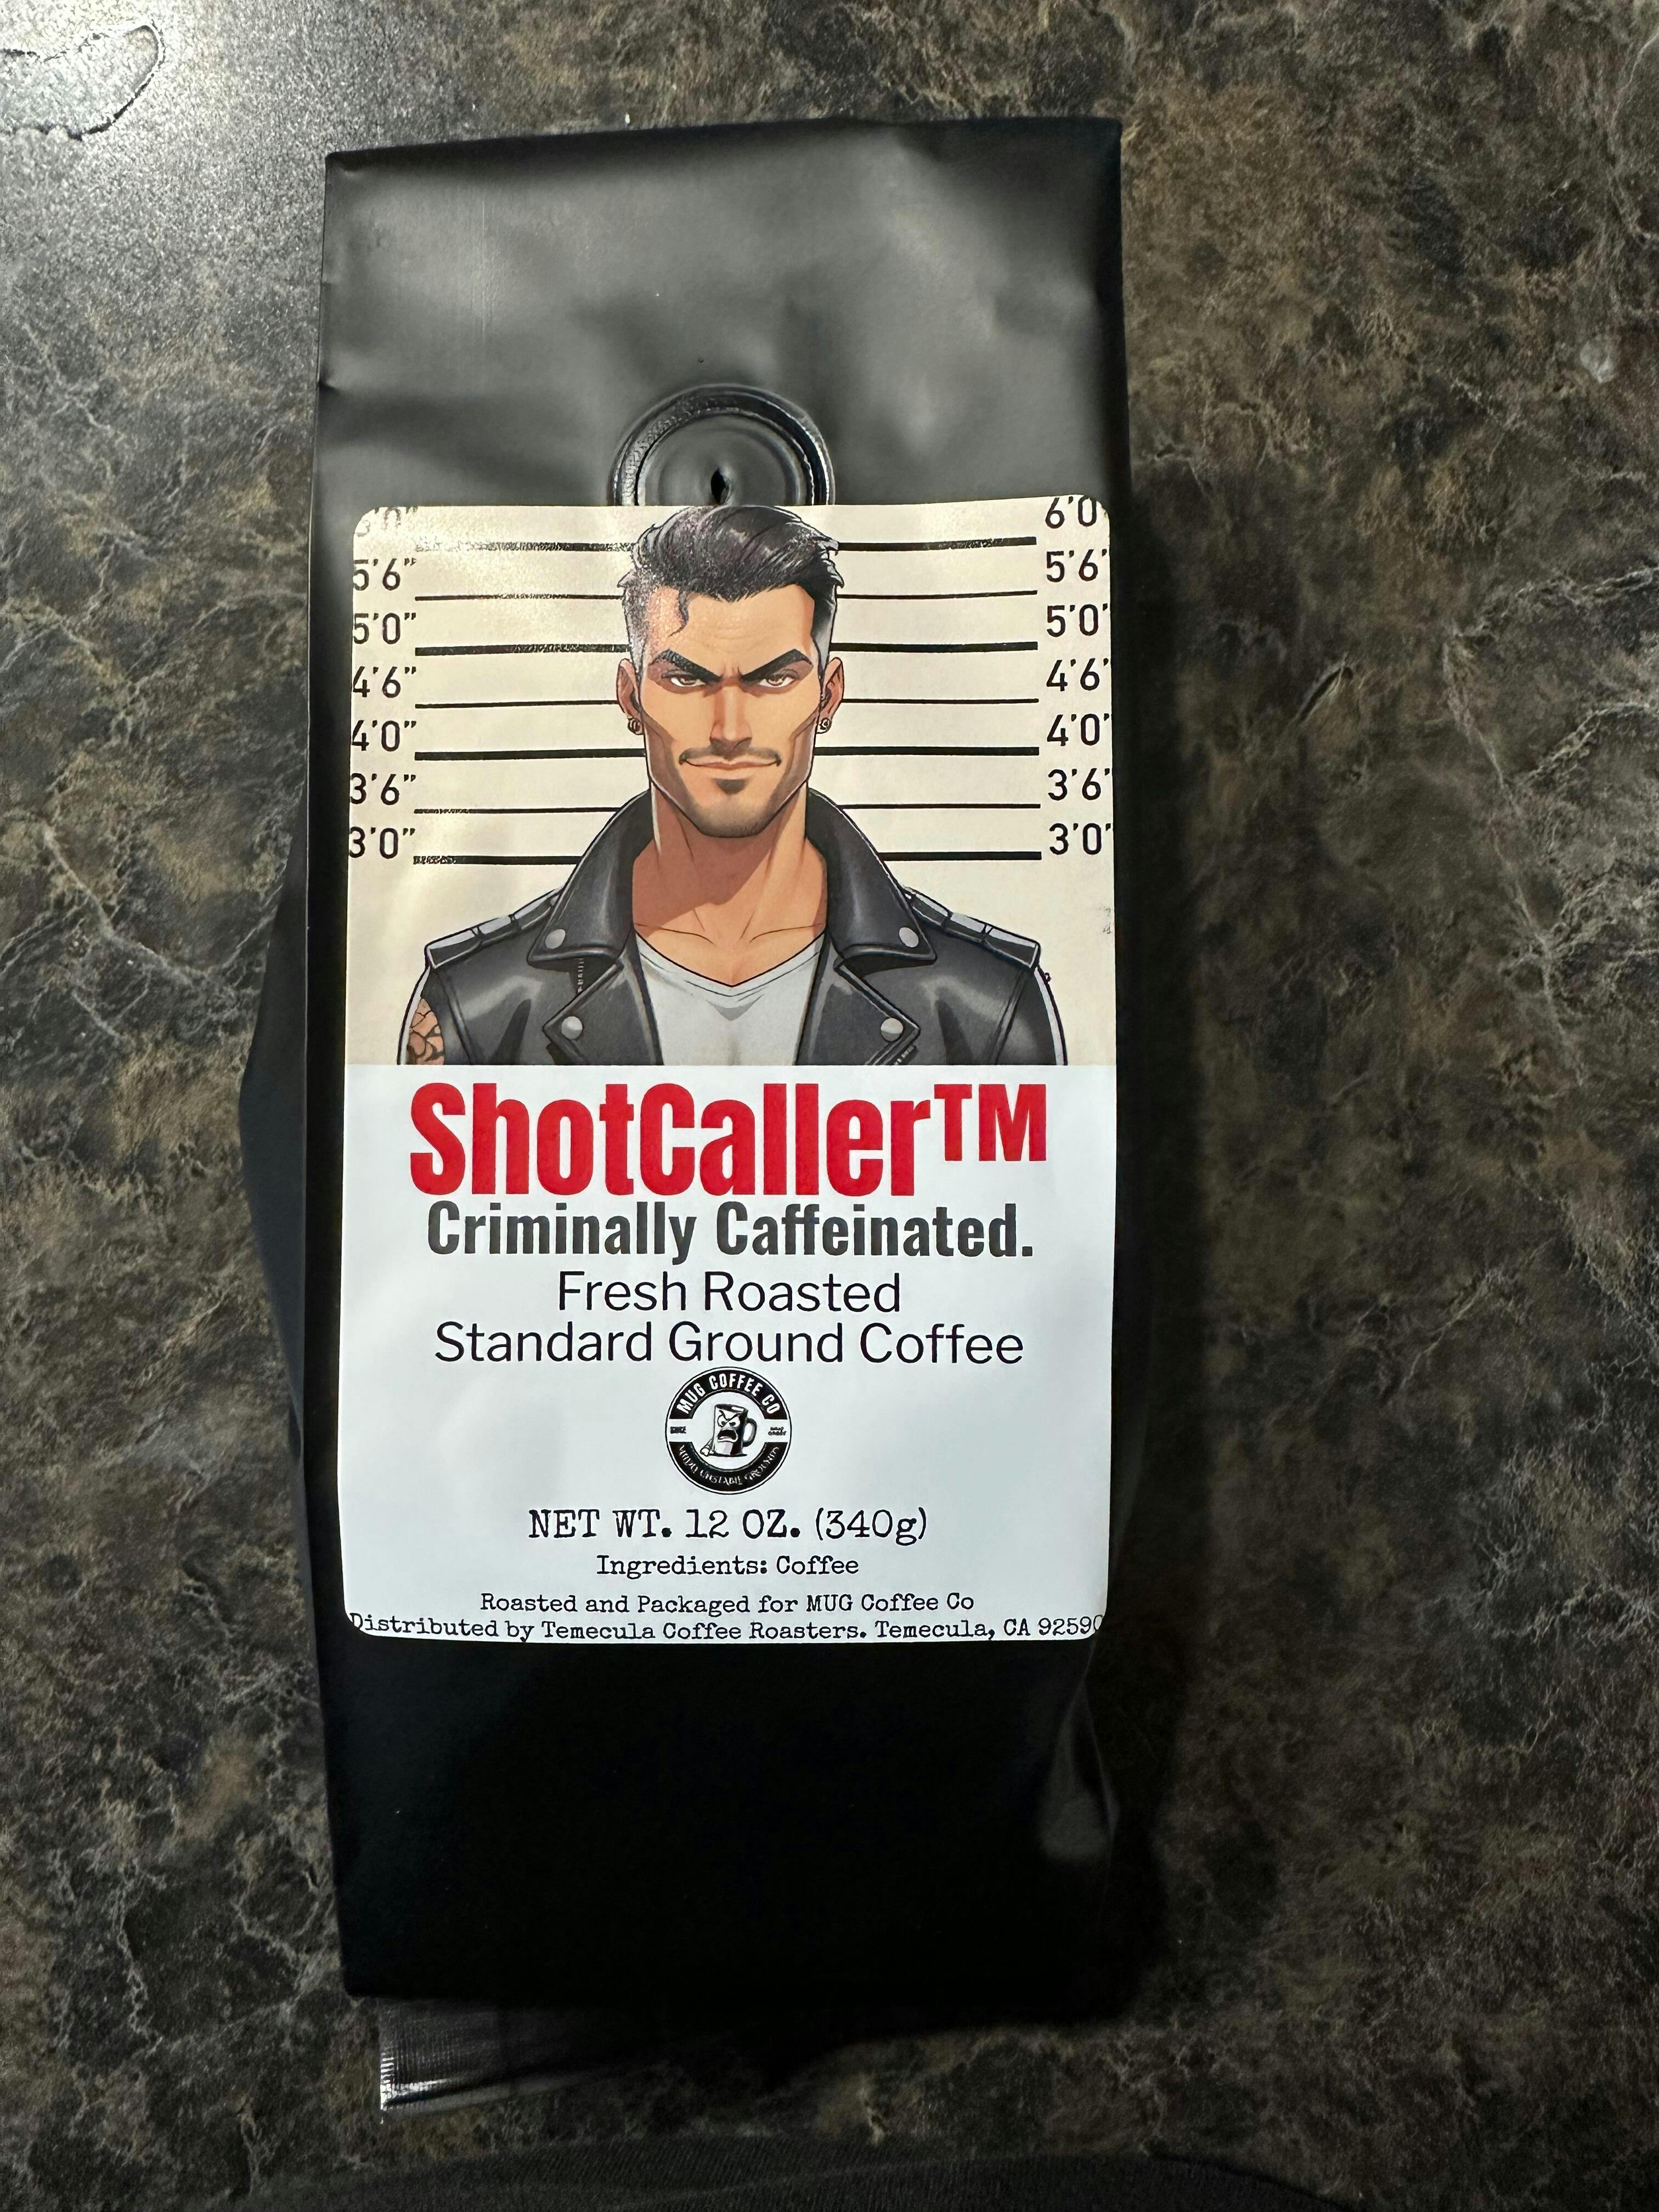 6'0
5'6" 5'6"
5'0" 5'0"
4'6" 4'6"
4'0" 4'0"
3'6" 3'6"
3'0" 3'0"
ShotCaller™
Criminally Caffeinated.
Fresh Roasted
Standard Ground Coffee
MUG COFFEE CO
NET WT. 12 OZ. (340g)
Ingredients: Coffee
Roasted and Packaged for MUG Coffee Co
Distributed by Temecula Coffee Roasters. Temecula, CA 92590